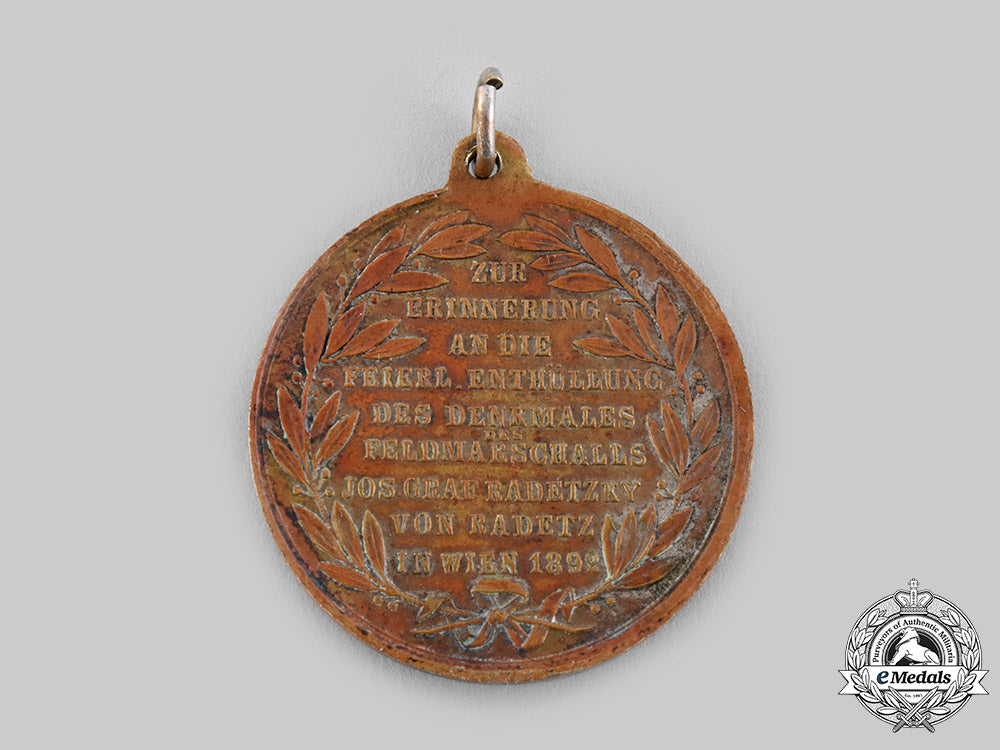 ZUR
ERINNERUNG
AN DIE
FEIERL. ENTHÜLLUNG
DES DENKMALES
DES
FELDMARSCHALLS
JOS. GRAF RADETZKY
VON RADETZ
IN WIEN 1892
Purveyors of Authentic Militaria
eMedals